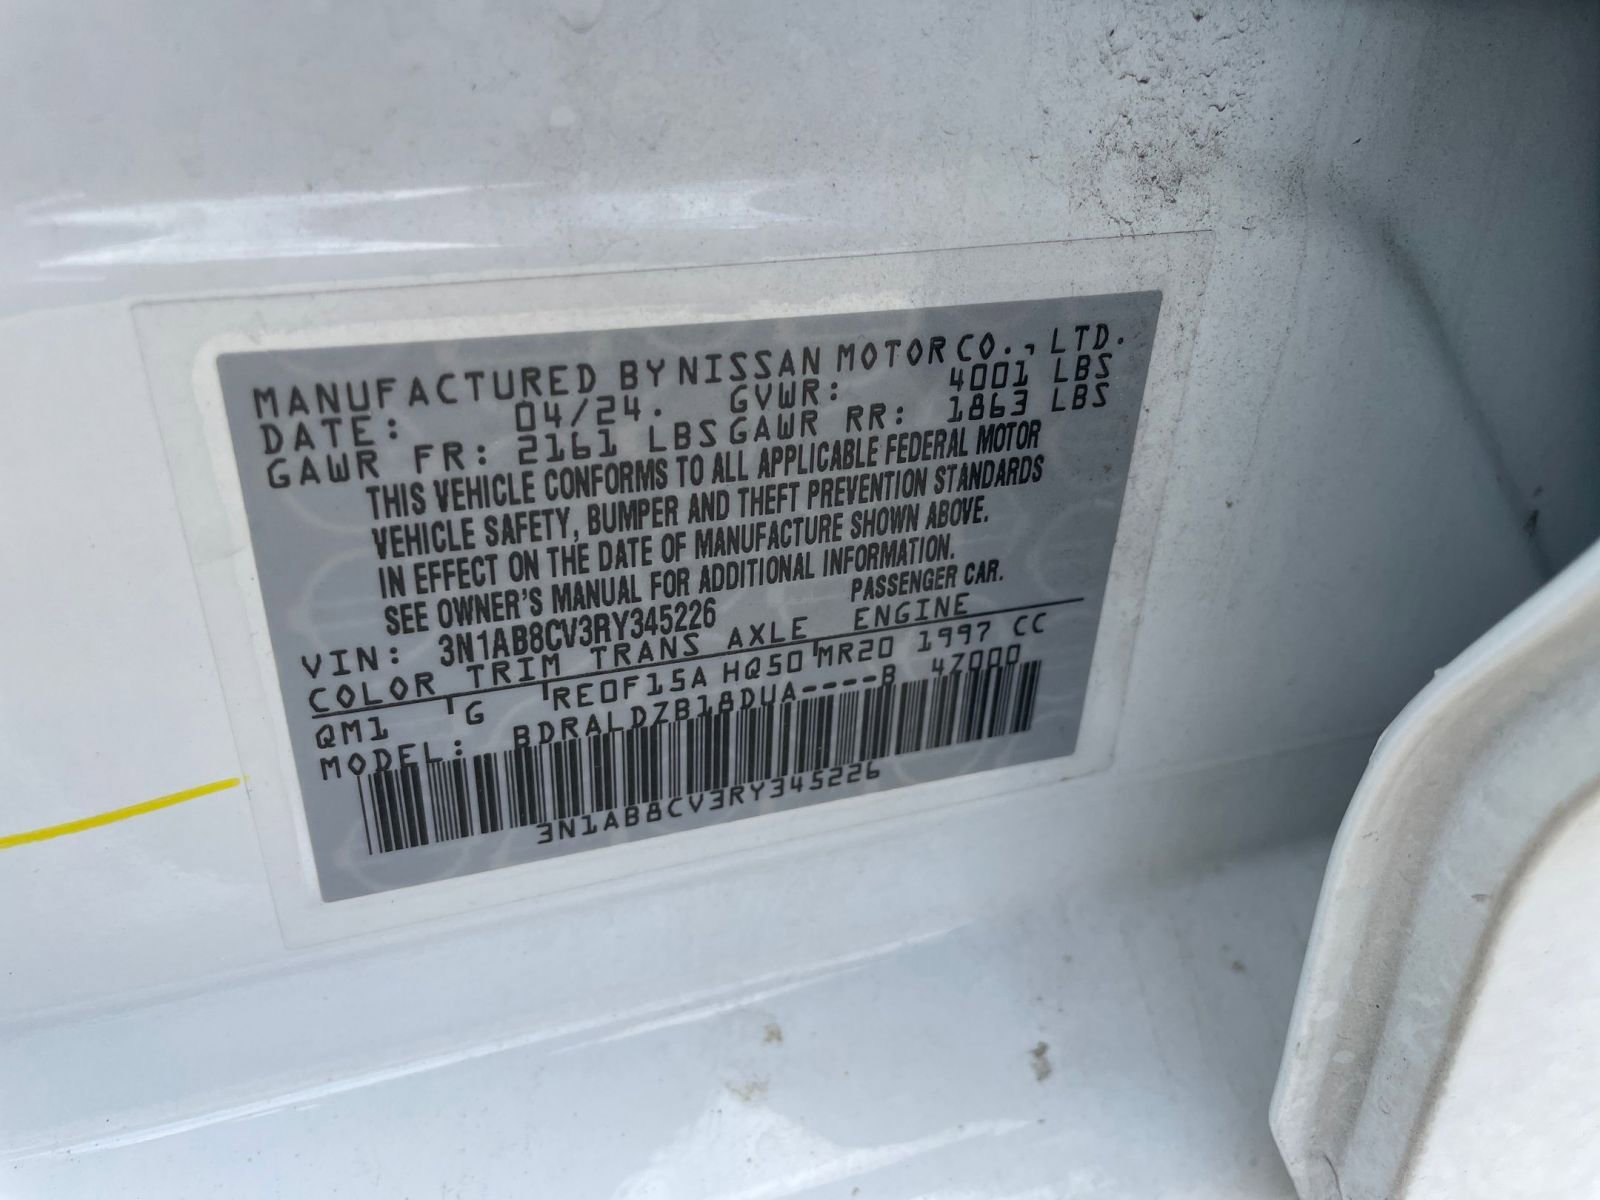 MANUFACTURED BY NISSAN MOTOR CO., LTD.
DATE: 04/24. GVWR: 4001 LBS
GAWR FR: 2161 LBS GAWR RR: 1863 LBS
THIS VEHICLE CONFORMS TO ALL APPLICABLE FEDERAL MOTOR
VEHICLE SAFETY, BUMPER AND THEFT PREVENTION STANDARDS
IN EFFECT ON THE DATE OF MANUFACTURE SHOWN ABOVE.
SEE OWNER'S MANUAL FOR ADDITIONAL INFORMATION.
VIN: 3N1AB8CV3RY345226 PASSENGER CAR.
COLOR TRIM TRANS AXLE ENGINE
QM1 G RE0F15A HQ50 MR20 1997 CC
MODEL: BDRALDZB18DUA----B 4Z000
3N1AB8CV3RY345226